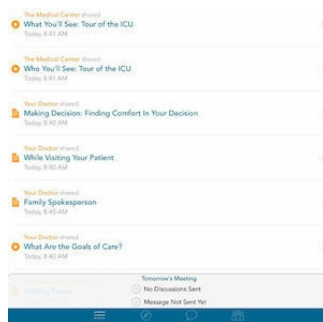 The Medical Center shared
What You'll See: Tour of the ICU
Today, 8:41 AM
The Medical Center shared
Who You'll See: Tour of the ICU
Today, 8:41 AM
Your Doctor shared
Making Decision: Finding Comfort In Your Decision
Today, 8:40 AM
Your Doctor shared
While Visiting Your Patient
Today, 8:40 AM
Your Doctor shared
Family Spokesperson
Today, 8:40 AM
Your Doctor shared
What Are the Goals of Care?
Today, 8:40 AM
Tomorrow's Meeting
No Discussions Sent
Message Not Sent Yet